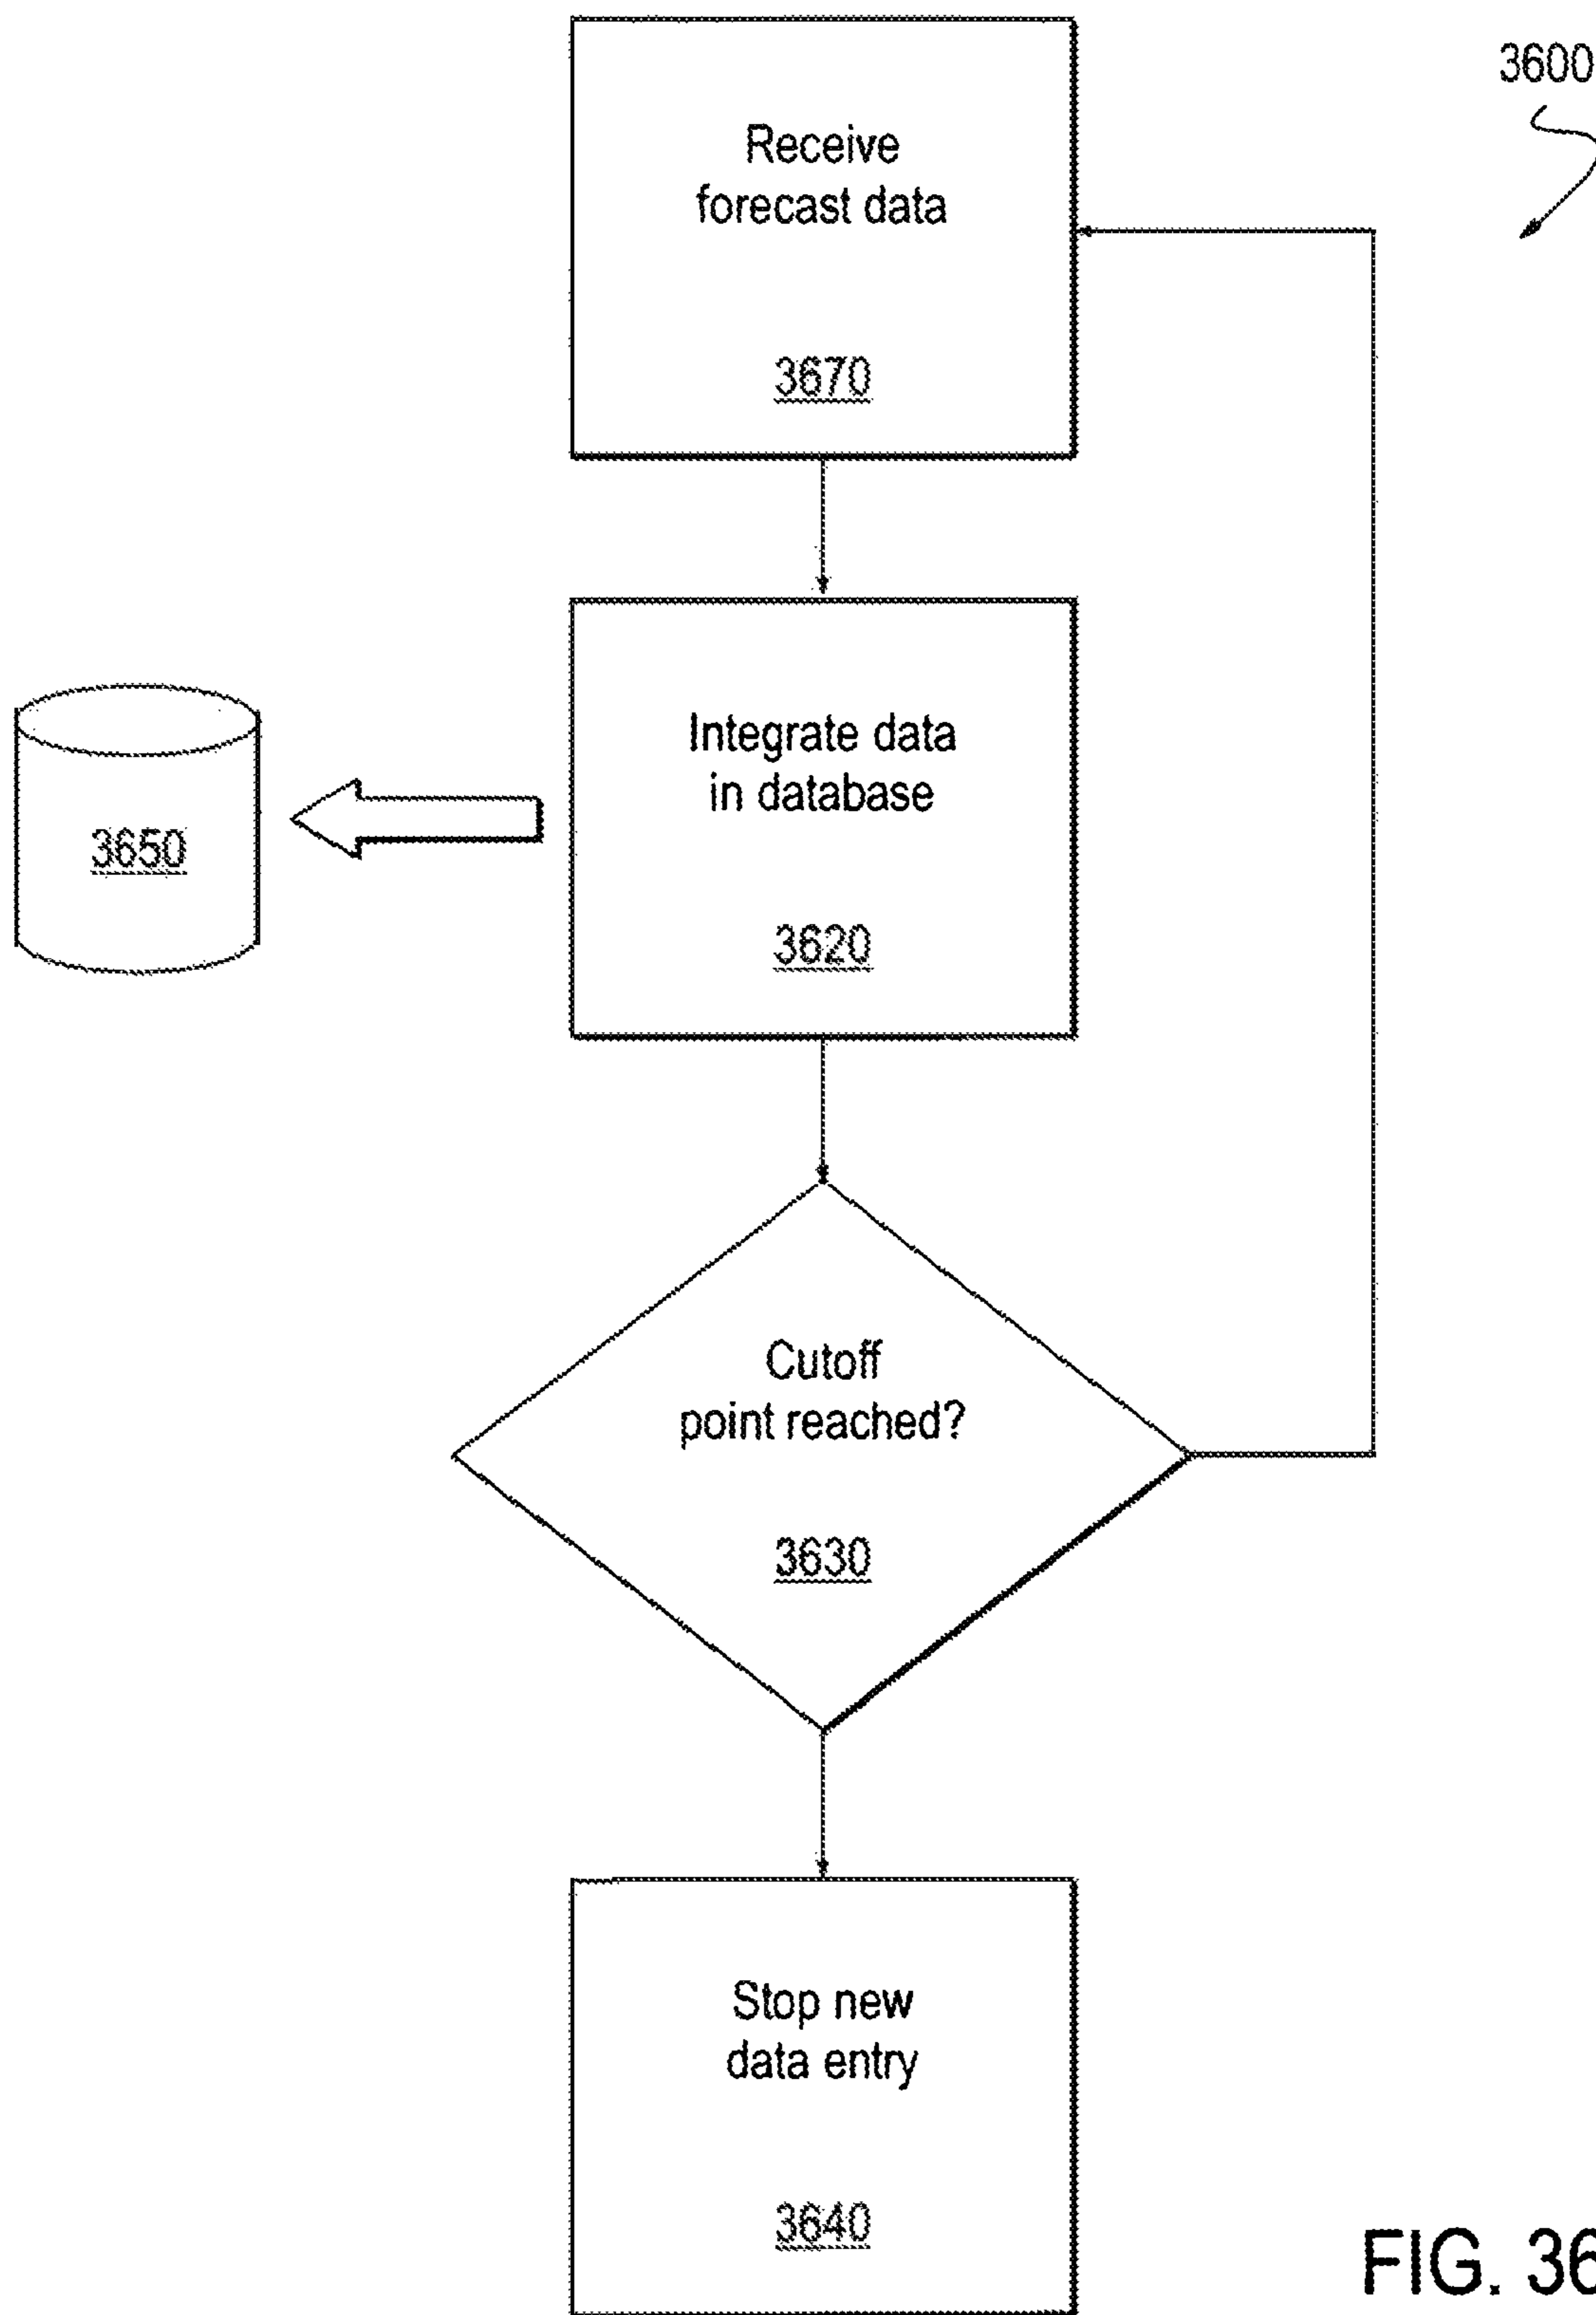 3600
Receive
forecast data
3670
Integrate data
in database
3620
3650
Cutoff
point reached?
3630
Stop new
data entry
3640
FIG. 36